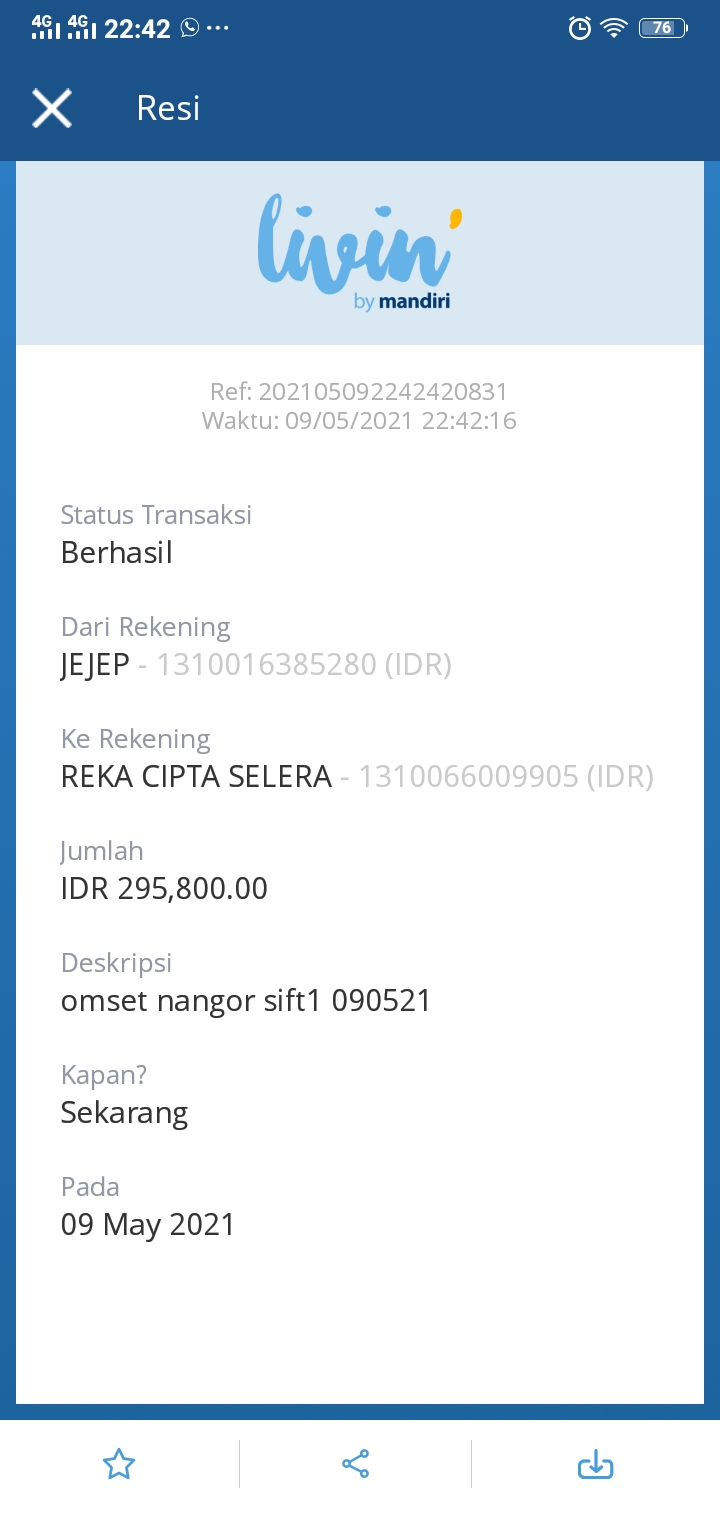 4G 4G 22:42 ... 76
Resi
livin'
by mandiri
Ref: 202105092242420831
Waktu: 09/05/2021 22:42:16
Status Transaksi
Berhasil
Dari Rekening
JEJEP - 1310016385280 (IDR)
Ke Rekening
REKA CIPTA SELERA - 1310066009905 (IDR)
Jumlah
IDR 295,800.00
Deskripsi
omset nangor sift1 090521
Kapan?
Sekarang
Pada
09 May 2021